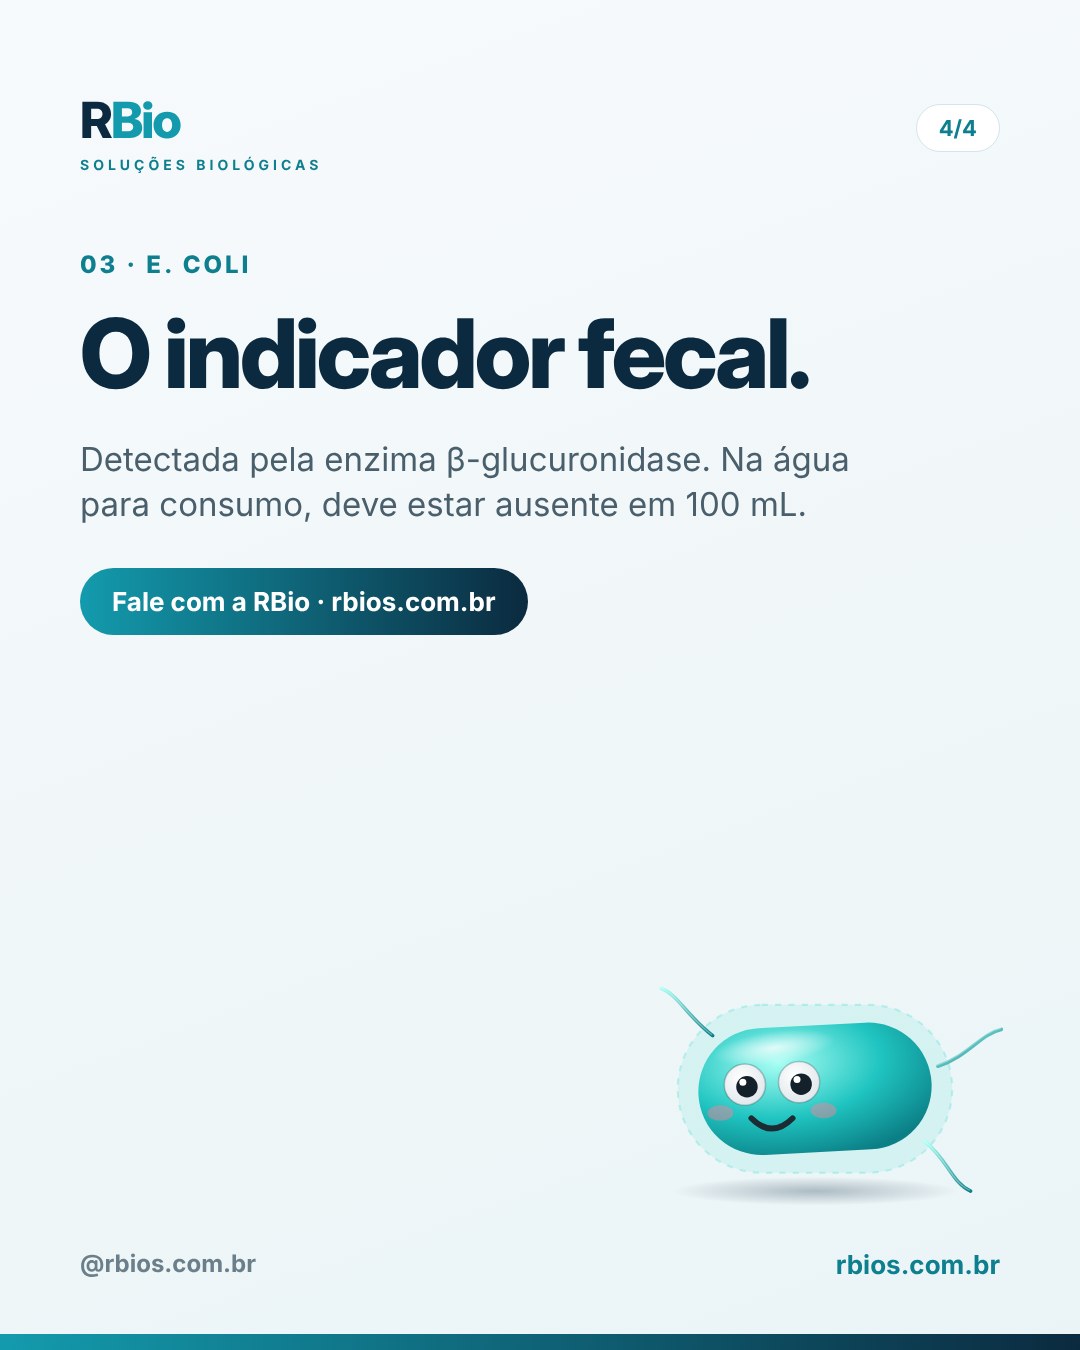 RBio
4/4
SOLUÇÕES BIOLÓGICAS
03 · E. COLI
O indicador fecal.
Detectada pela enzima β-glucuronidase. Na água
para consumo, deve estar ausente em 100 mL.
Fale com a RBio · rbios.com.br
@rbios.com.br
rbios.com.br